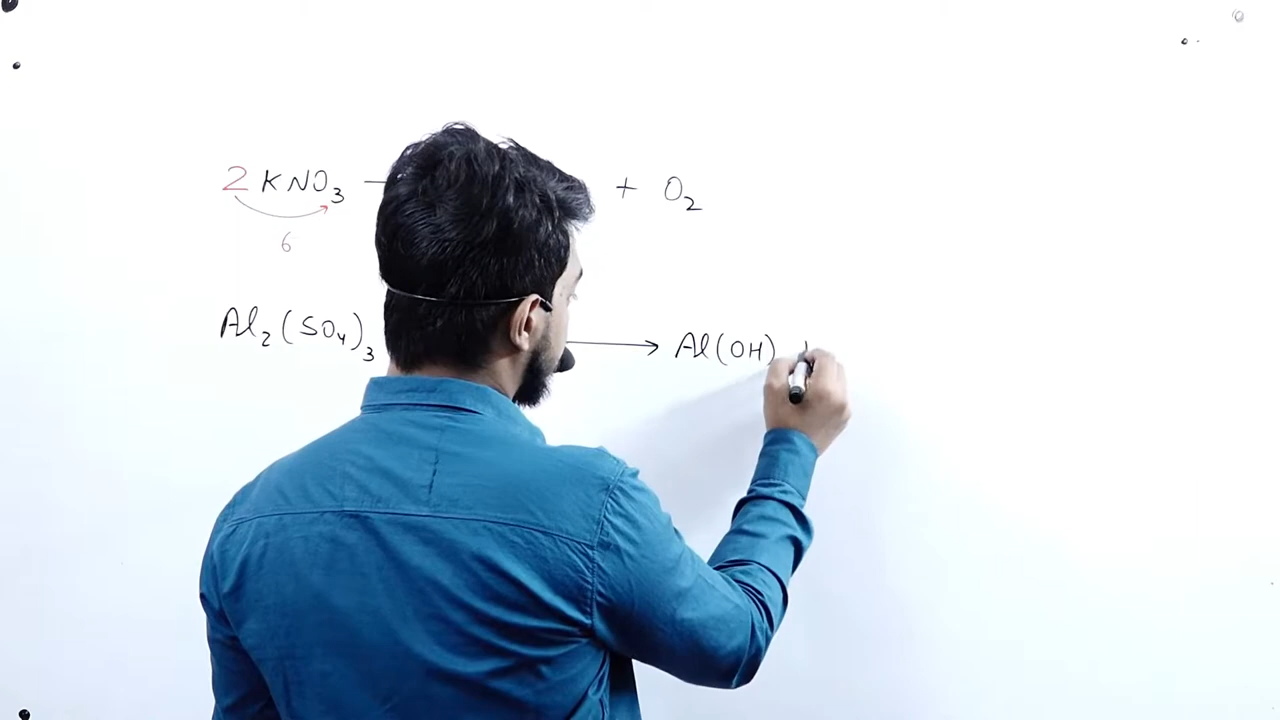 2 KNO₃ — + O₂
6
Al₂(SO₄)₃ ⟶ Al(OH)